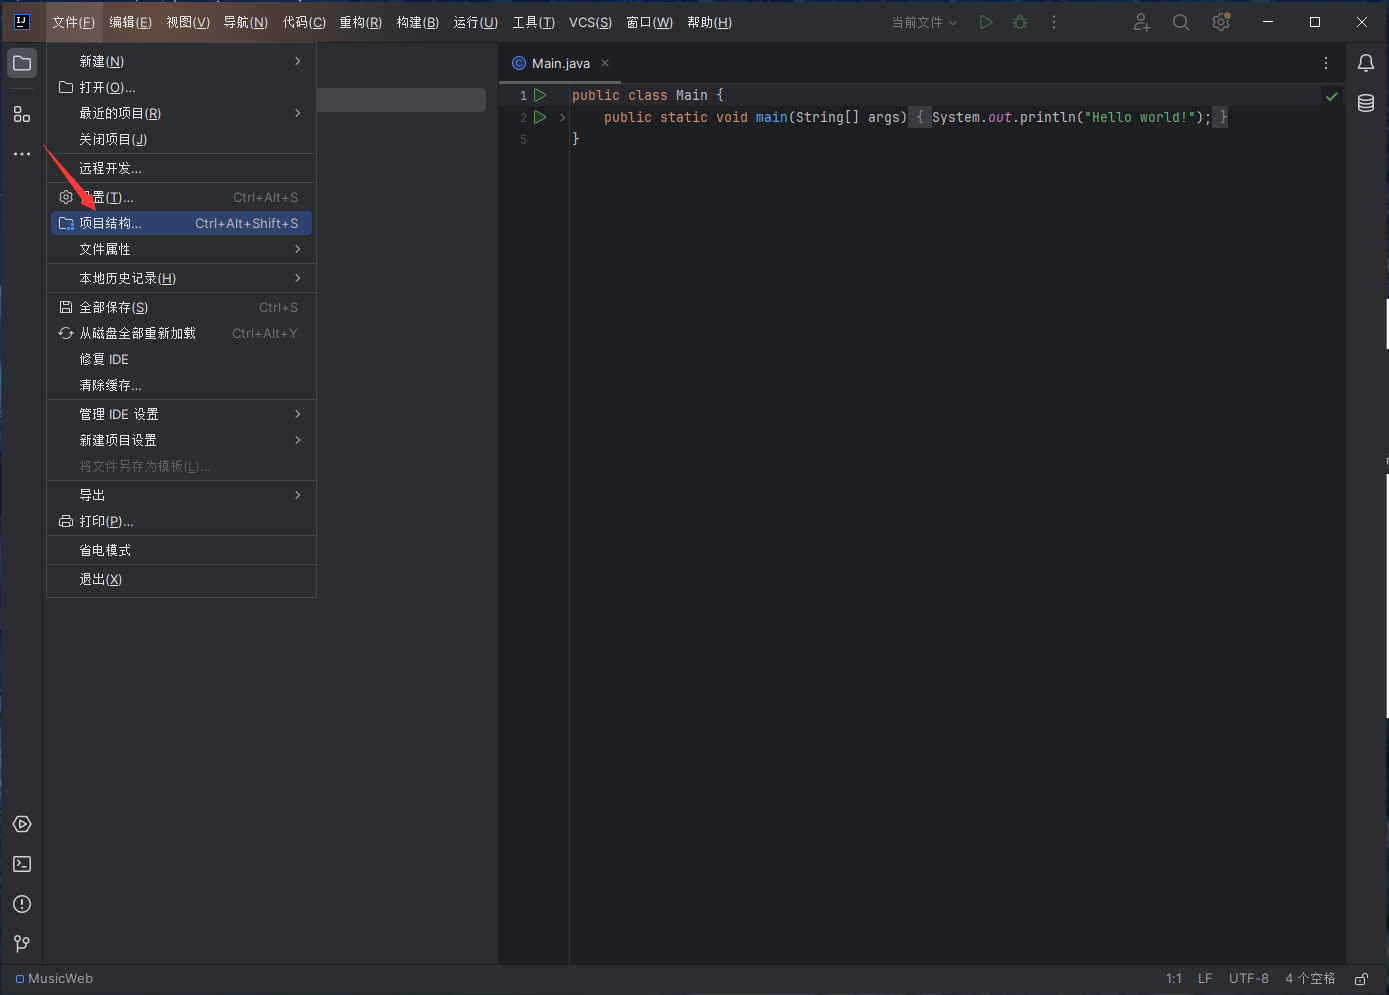 文件(F) 编辑(E) 视图(V) 导航(N) 代码(C) 重构(R) 构建(B) 运行(U) 工具(T) VCS(S) 窗口(W) 帮助(H) 当前文件
新建(N)
打开(O)...
最近的项目(R)
关闭项目(J)
远程开发...
置(T)... Ctrl+Alt+S
项目结构... Ctrl+Alt+Shift+S
文件属性
本地历史记录(H)
全部保存(S) Ctrl+S
从磁盘全部重新加载 Ctrl+Alt+Y
修复 IDE
清除缓存...
管理 IDE 设置
新建项目设置
将文件另存为模板(L)...
导出
打印(P)...
省电模式
退出(X)
Main.java
1 public class Main {
2 public static void main(String[] args) { System.out.println("Hello world!"); }
5 }
MusicWeb 1:1 LF UTF-8 4 个空格